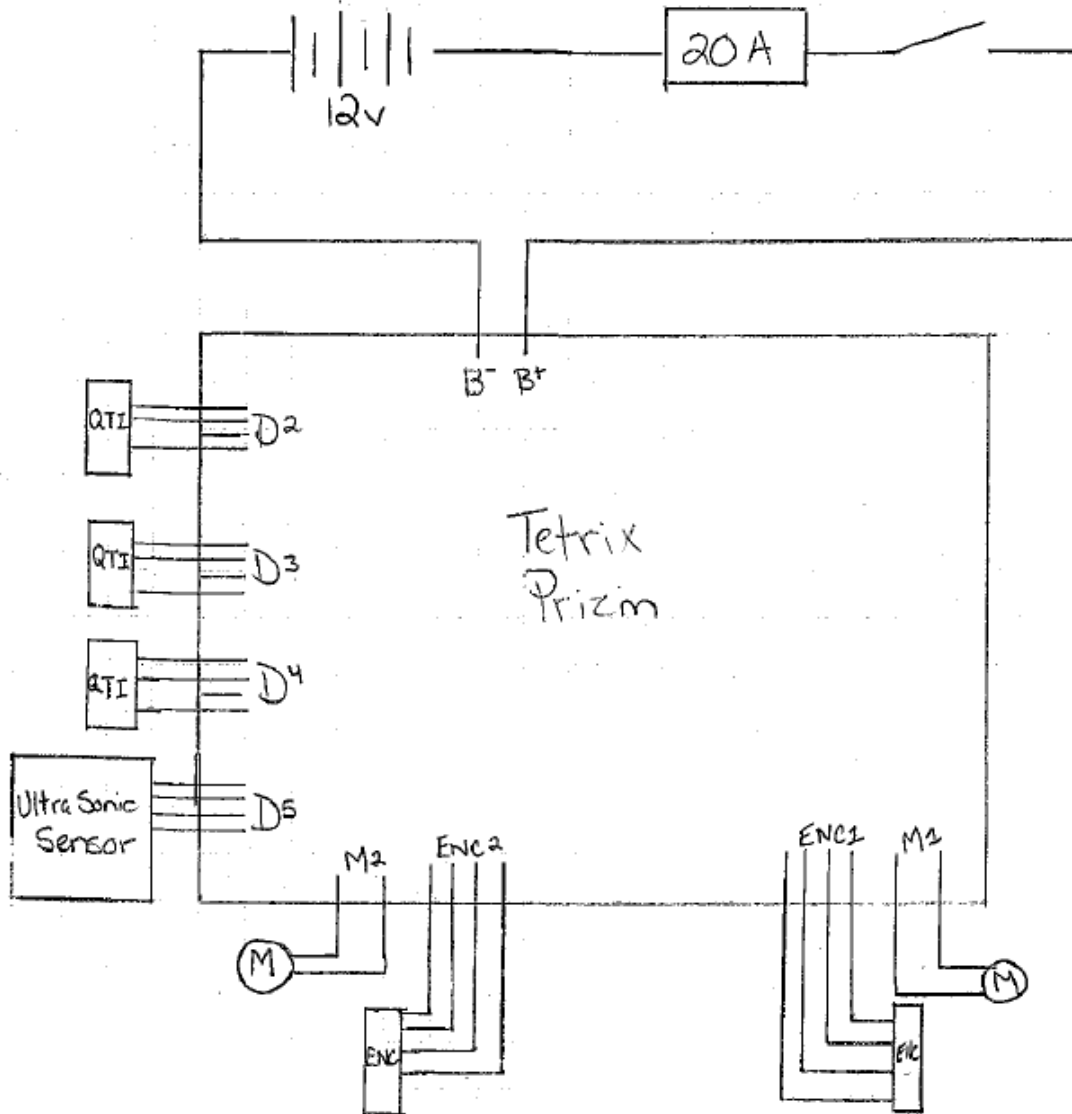 20A
12v
B- B+
QTI
D2
QTI
D3
QTI
D4
Tetrix
Prizm
Ultra Sonic
Sensor
D5
M2
ENC2
ENC1
M1
M
M
ENC
ENC